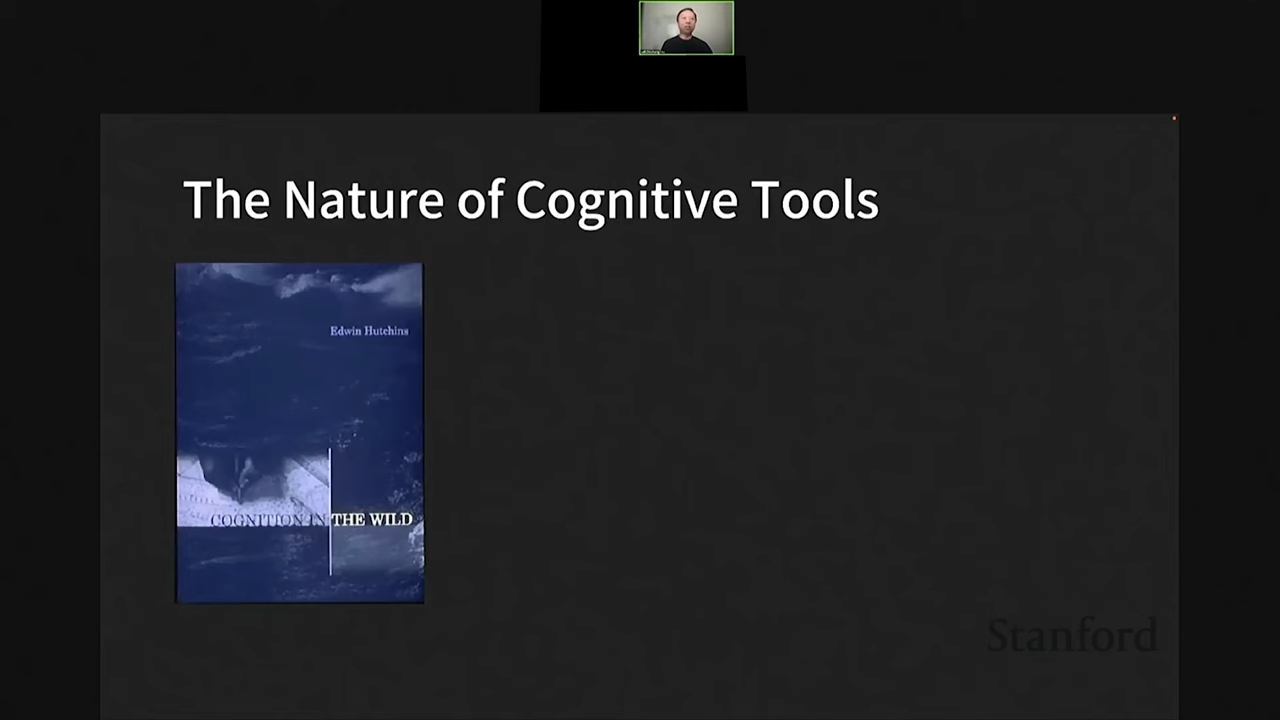 The Nature of Cognitive Tools
Edwin Hutchins
COGNITION IN THE WILD
Stanford